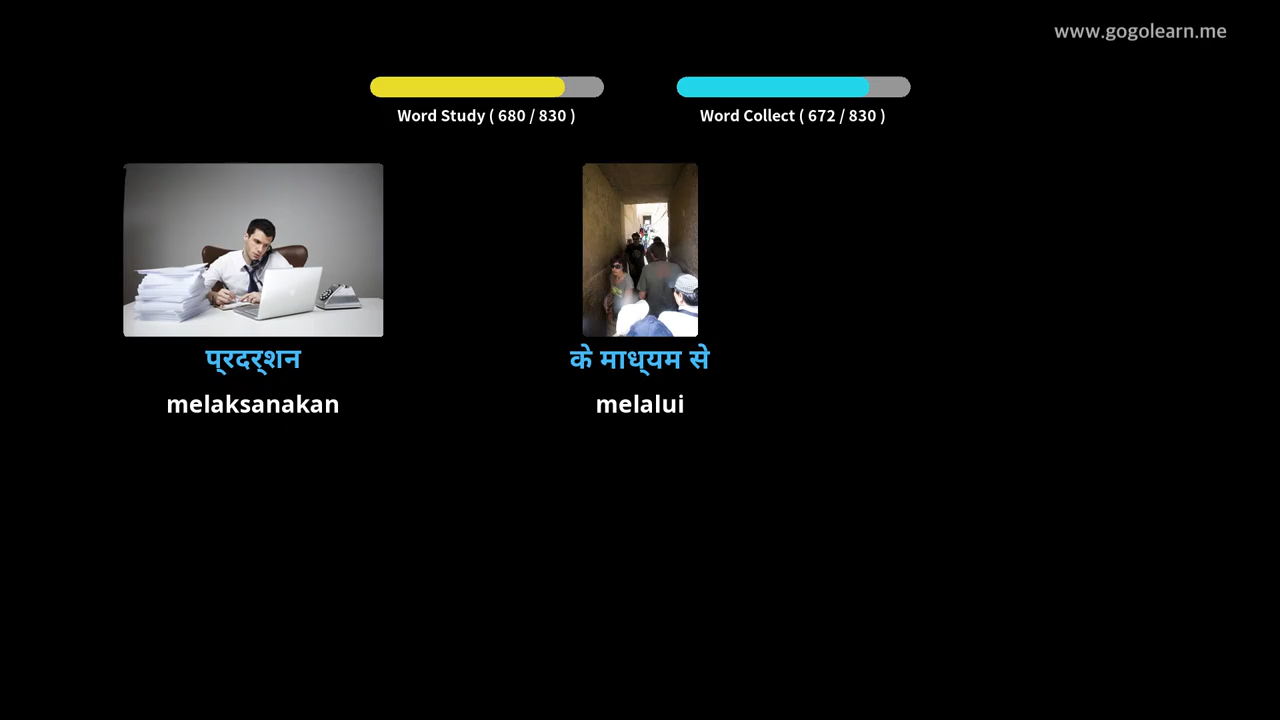 www.gogolearn.me
Word Study ( 680 / 830 )
Word Collect ( 672 / 830 )
प्रदर्शन
के माध्यम से
melaksanakan
melalui